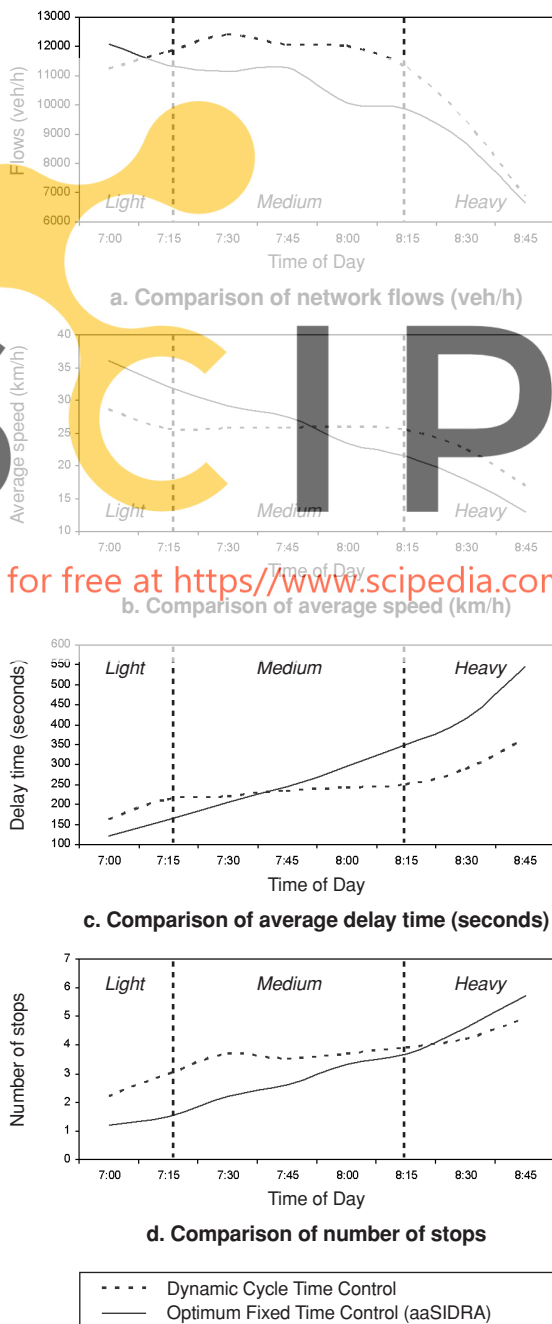 13000
12000
11000
10000
9000
8000
7000
6000
Flows (veh/h)
Light Medium Heavy
7:00 7:15 7:30 7:45 8:00 8:15 8:30 8:45
Time of Day
a. Comparison of network flows (veh/h)
40
35
30
25
20
15
10
Average speed (km/h)
Light Medium Heavy
7:00 7:15 7:30 7:45 8:00 8:15 8:30 8:45
Time of Day
SCIP
for free at https//www.scipedia.com
b. Comparison of average speed (km/h)
600
550
500
450
400
350
300
250
200
150
100
Delay time (seconds)
Light Medium Heavy
7:00 7:15 7:30 7:45 8:00 8:15 8:30 8:45
Time of Day
c. Comparison of average delay time (seconds)
7
6
5
4
3
2
1
0
Number of stops
Light Medium Heavy
7:00 7:15 7:30 7:45 8:00 8:15 8:30 8:45
Time of Day
d. Comparison of number of stops
Dynamic Cycle Time Control
Optimum Fixed Time Control (aaSIDRA)